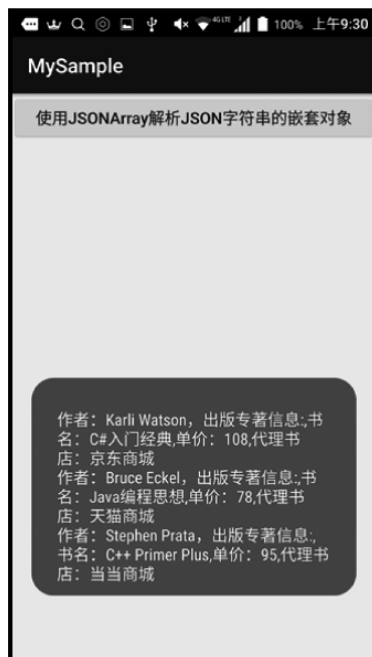 4G LTE 100% 上午9:30
MySample
使用JSONArray解析JSON字符串的嵌套对象
作者：Karli Watson，出版专著信息:,书
名：C#入门经典,单价：108,代理书
店：京东商城
作者：Bruce Eckel，出版专著信息:,书
名：Java编程思想,单价：78,代理书
店：天猫商城
作者：Stephen Prata，出版专著信息:,
书名：C++ Primer Plus,单价：95,代理书
店：当当商城